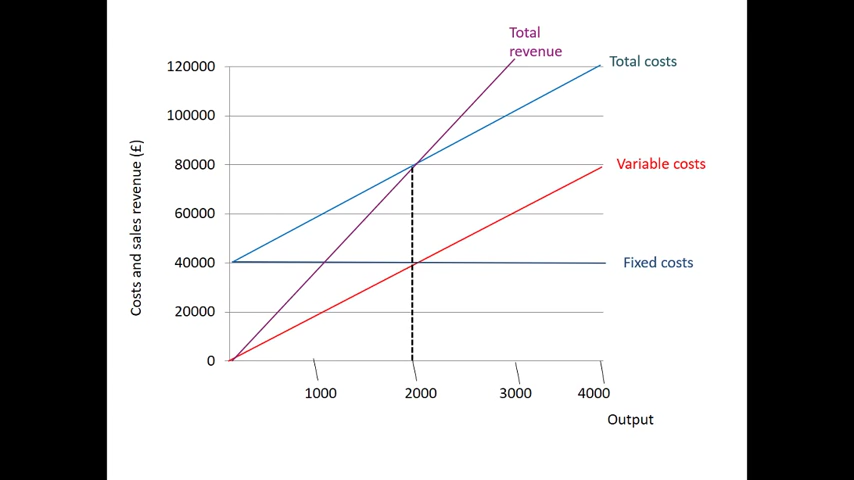 Total
revenue
Total costs
120000
100000
80000
Variable costs
60000
40000
Fixed costs
20000
0
Costs and sales revenue (£)
1000
2000
3000
4000
Output